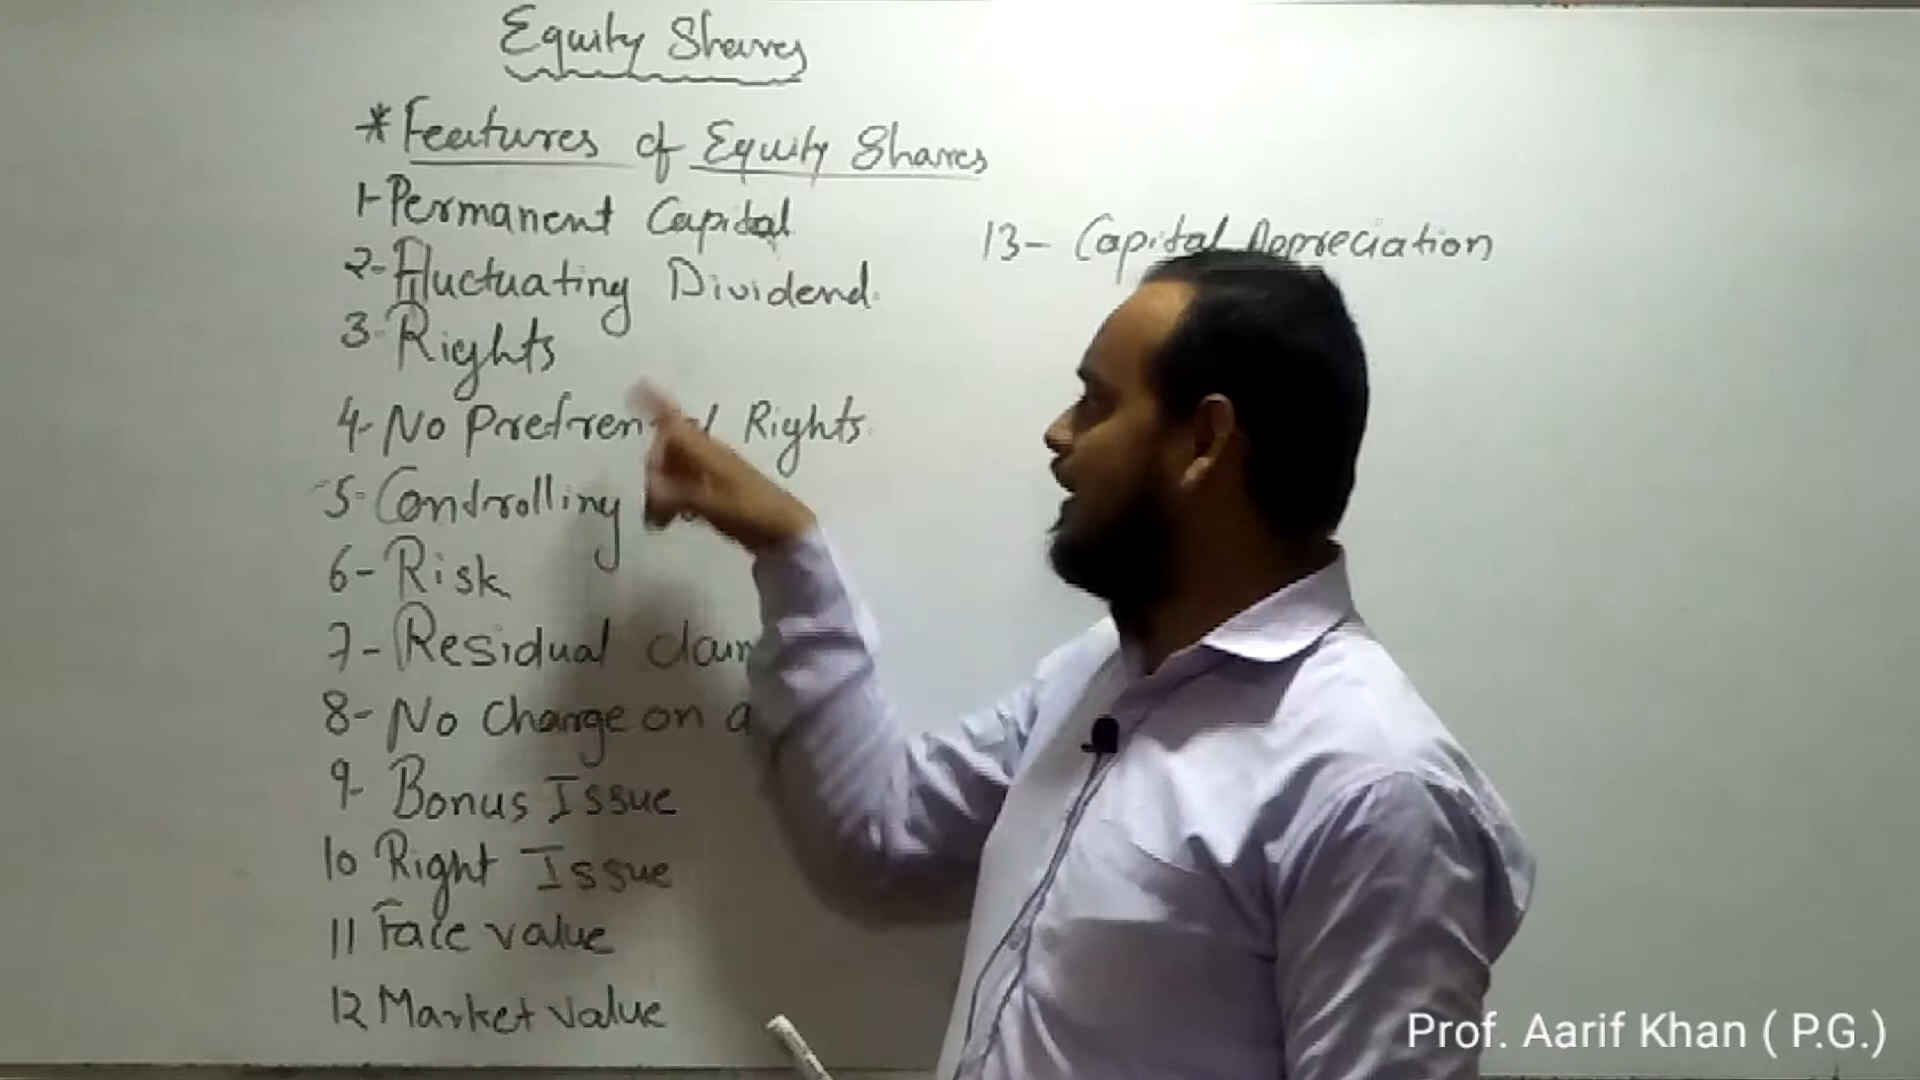 Equity Shares
* Features of Equity Shares
1- Permanent Capital
2- Fluctuating Dividend.
3- Rights
4- No Rights.
5- Controlling
6- Risk
7- Residual
8- No Charge on
9- Bonus Issue
10 Right Issue
11 Face value
12 Market value
13- Capital Appreciation
Prof. Aarif Khan ( P.G.)